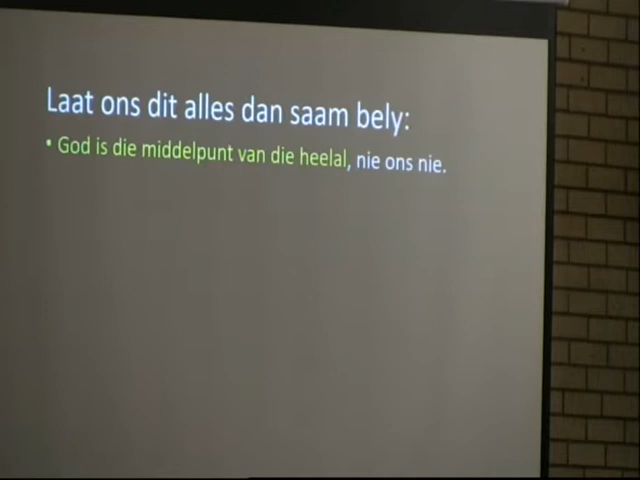 Laat ons dit alles dan saam bely:
• God is die middelpunt van die heelal, nie ons nie.